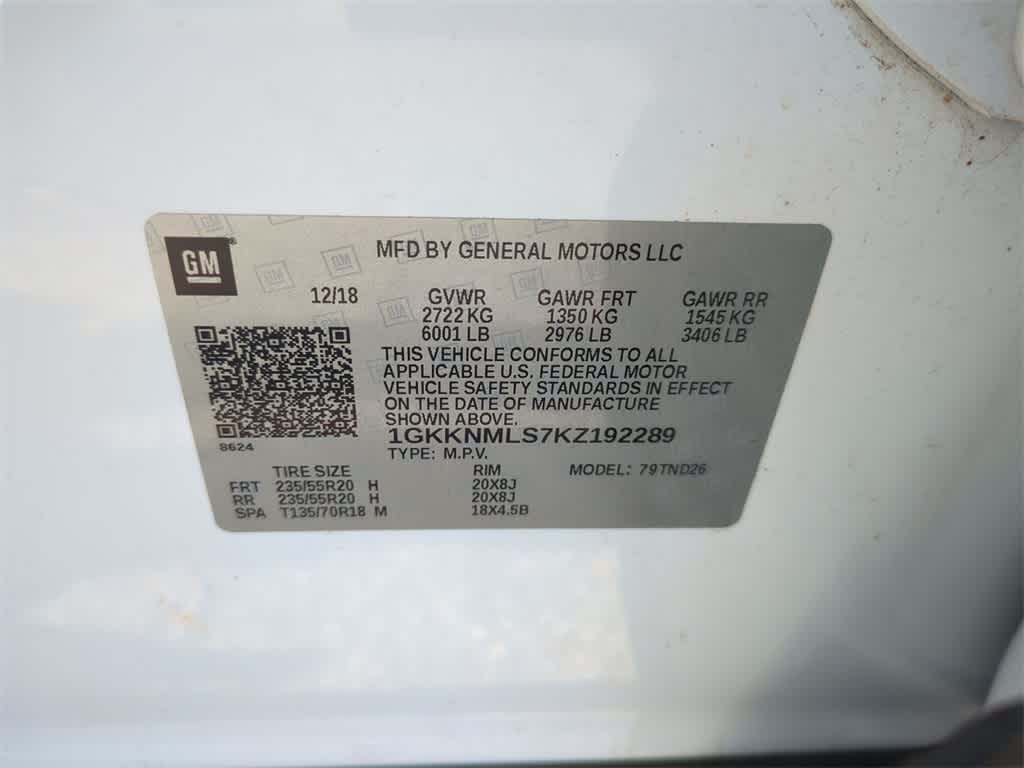 GM
MFD BY GENERAL MOTORS LLC
12/18 GVWR GAWR FRT GAWR RR
2722 KG 1350 KG 1545 KG
6001 LB 2976 LB 3406 LB
THIS VEHICLE CONFORMS TO ALL
APPLICABLE U.S. FEDERAL MOTOR
VEHICLE SAFETY STANDARDS IN EFFECT
ON THE DATE OF MANUFACTURE
SHOWN ABOVE.
1GKKNMLS7KZ192289
8624
TYPE: M.P.V.
TIRE SIZE RIM MODEL: 79TND26
FRT 235/55R20 H 20X8J
RR 235/55R20 H 20X8J
SPA T135/70R18 M 18X4.5B